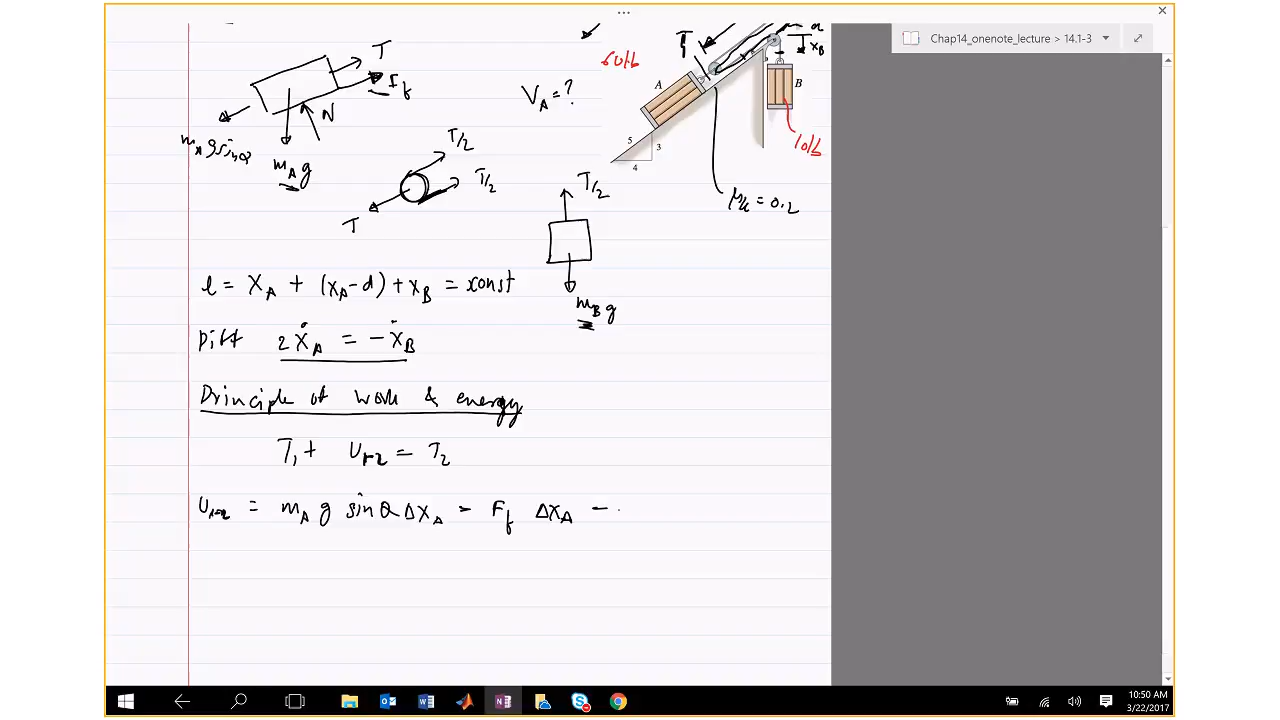 Chap14_onenote_lecture > 14.1-3
T
F_f
N
m_A g sinθ
m_A g
60lb
V_A = ?
T
x_B
A
B
5
3
4
10lb
μ_k = 0.2
T/2
T/2
T
T/2
m_B g
l = x_A + (x_A - d) + x_B = const
Diff 2ẋ_A = -ẋ_B
Principle of work & energy
T_1 + U_1-2 = T_2
U_1-2 = m_A g sinθ Δx_A - F_f Δx_A -
10:50 AM
3/22/2017